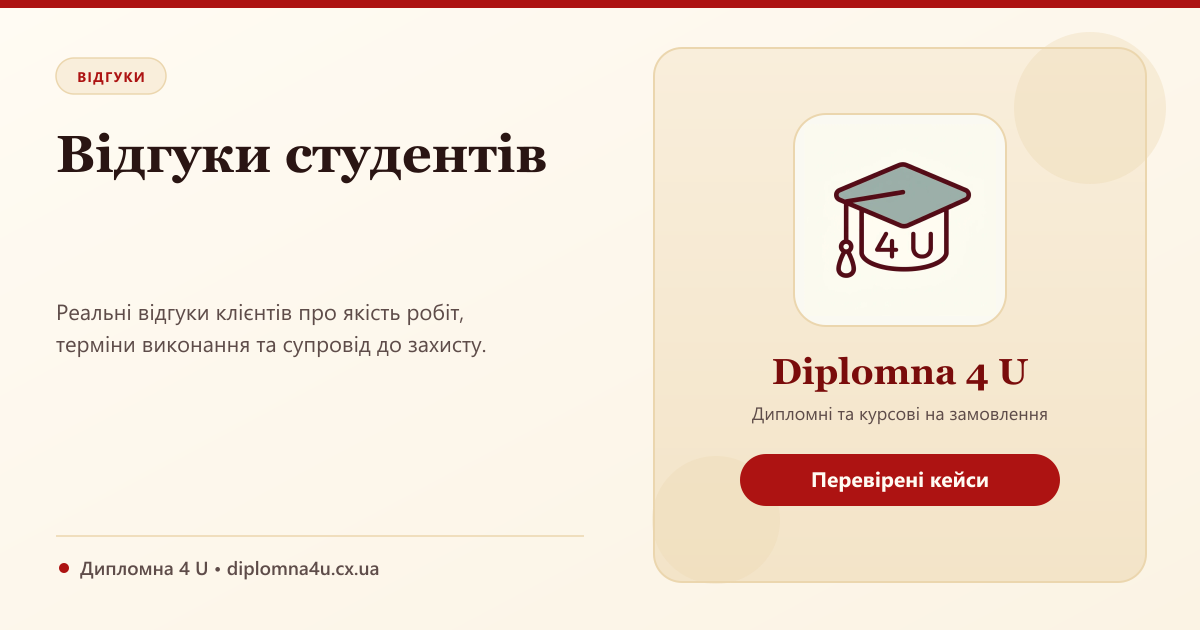 ВІДГУКИ
Відгуки студентів
Реальні відгуки клієнтів про якість робіт,
терміни виконання та супровід до захисту.
Дипломна 4 U • diplomna4u.cx.ua
4 U
Diplomna 4 U
Дипломні та курсові на замовлення
Перевірені кейси